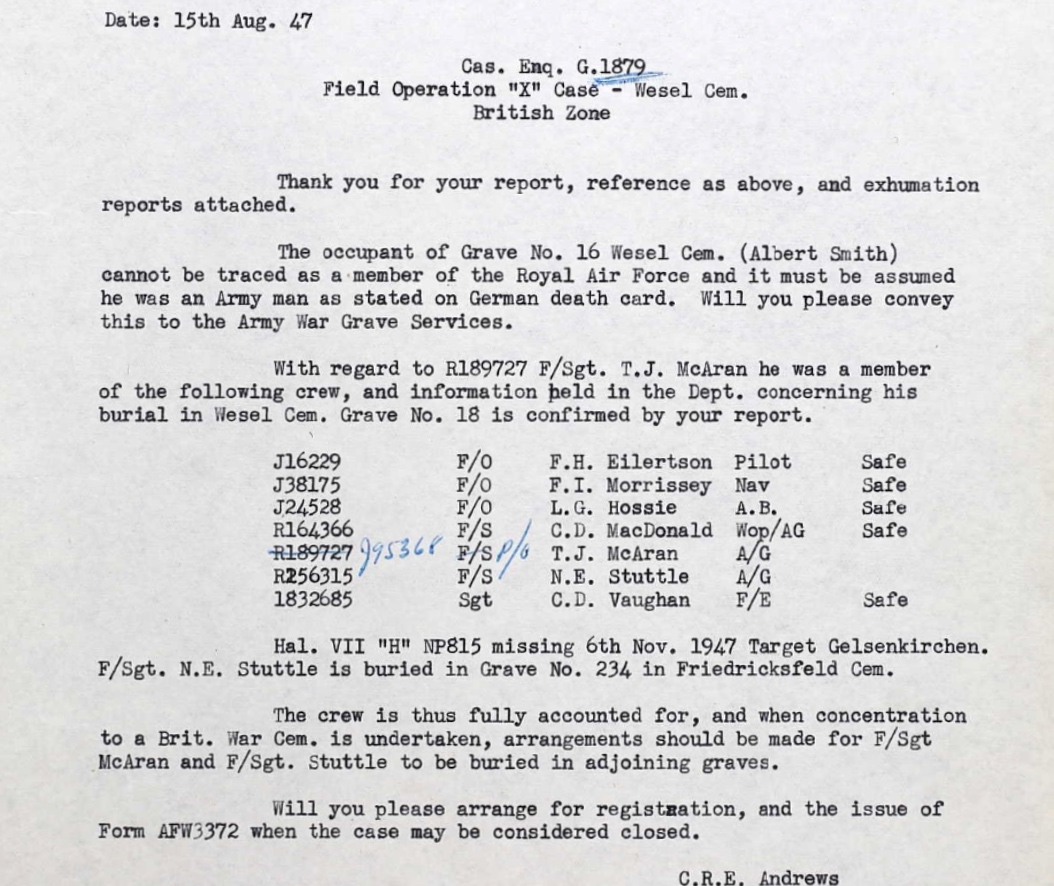 Date: 15th Aug. 47
Cas. Enq. G.1879
Field Operation "X" Case - Wesel Cem.
British Zone
Thank you for your report, reference as above, and exhumation
reports attached.
The occupant of Grave No. 16 Wesel Cem. (Albert Smith)
cannot be traced as a member of the Royal Air Force and it must be assumed
he was an Army man as stated on German death card. Will you please convey
this to the Army War Grave Services.
With regard to R189727 F/Sgt. T.J. McAran he was a member
of the following crew, and information held in the Dept. concerning his
burial in Wesel Cem. Grave No. 18 is confirmed by your report.
J16229 F/O F.H. Eilertson Pilot Safe
J38175 F/O F.I. Morrissey Nav Safe
J24528 F/O L.G. Hossie A.B. Safe
R164366 F/S C.D. MacDonald Wop/AG Safe
R189727 J95368 F/S P/O T.J. McAran A/G
R256315 F/S N.E. Stuttle A/G
1832685 Sgt C.D. Vaughan F/E Safe
Hal. VII "H" NP815 missing 6th Nov. 1947 Target Gelsenkirchen.
F/Sgt. N.E. Stuttle is buried in Grave No. 234 in Friedricksfeld Cem.
The crew is thus fully accounted for, and when concentration
to a Brit. War Cem. is undertaken, arrangements should be made for F/Sgt
McAran and F/Sgt. Stuttle to be buried in adjoining graves.
Will you please arrange for registration, and the issue of
Form AFW3372 when the case may be considered closed.
C.R.E. Andrews